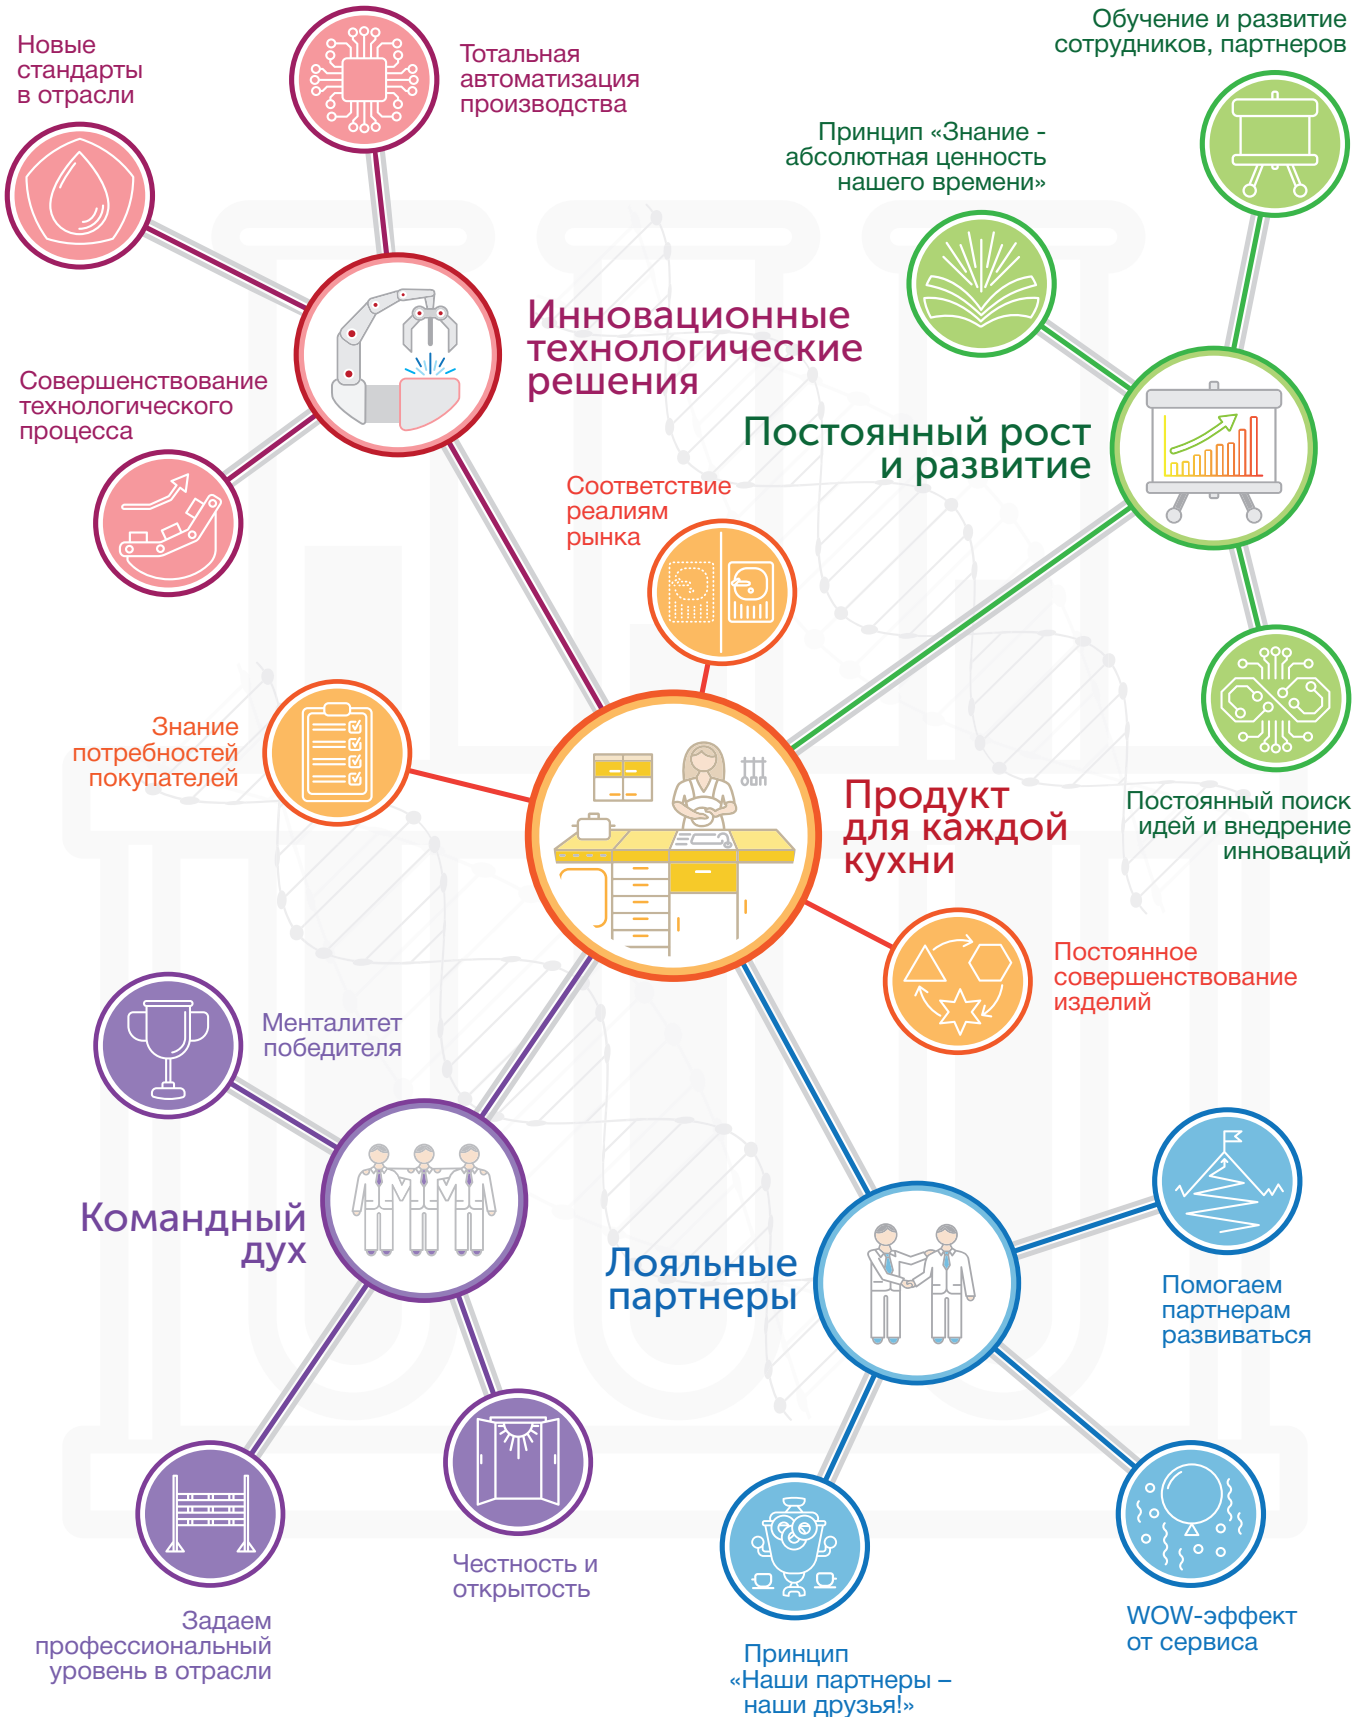 Новые
стандарты
в отрасли
Тотальная
автоматизация
производства
Обучение и развитие
сотрудников, партнеров
Принцип «Знание -
абсолютная ценность
нашего времени»
Инновационные
технологические
решения
Совершенствование
технологического
процесса
Постоянный рост
и развитие
Соответствие
реалиям
рынка
Знание
потребностей
покупателей
Продукт
для каждой
кухни
Постоянный поиск
идей и внедрение
инноваций
Постоянное
совершенствование
изделий
Менталитет
победителя
Командный
дух
Лояльные
партнеры
Помогаем
партнерам
развиваться
Честность и
открытость
Задаем
профессиональный
уровень в отрасли
WOW-эффект
от сервиса
Принцип
«Наши партнеры –
наши друзья!»